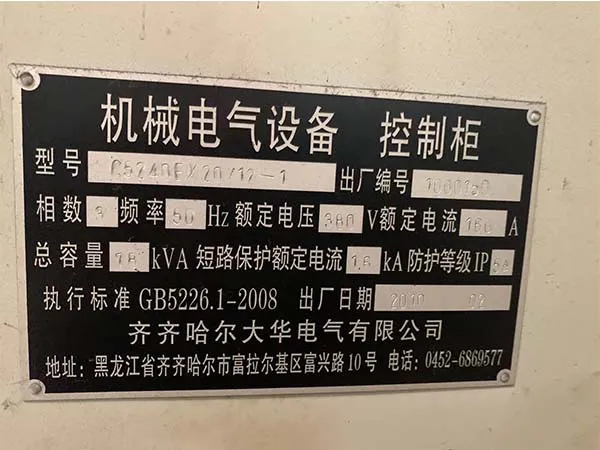 机械电气设备 控制柜
型号 出厂编号
相数 3 频率 50 Hz 额定电压 380 V 额定电流 160 A
总容量 kVA 短路保护额定电流 kA 防护等级 IP
执行标准 GB5226.1-2008 出厂日期 2010
齐齐哈尔大华电气有限公司
地址: 黑龙江省齐齐哈尔市富拉尔基区富兴路10号 电话: 0452-6869577